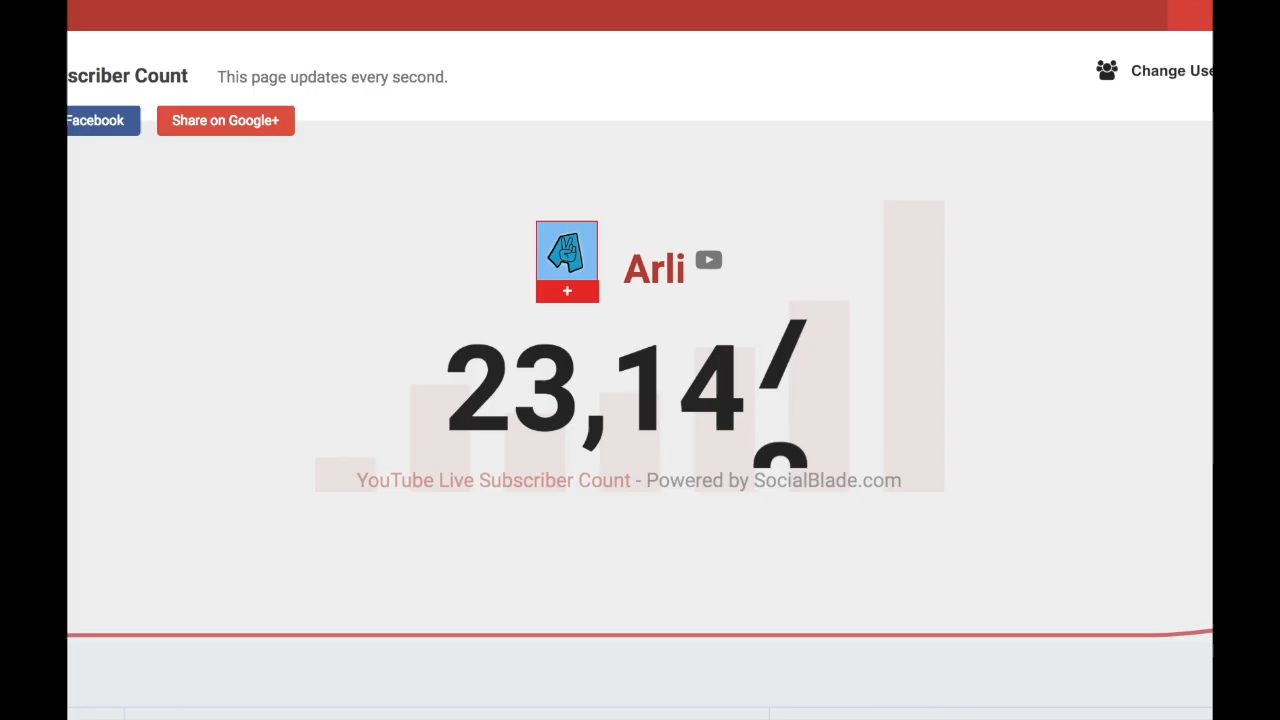 scriber Count This page updates every second.
Change Use
Facebook Share on Google+
+
Arli
23,14
YouTube Live Subscriber Count - Powered by SocialBlade.com